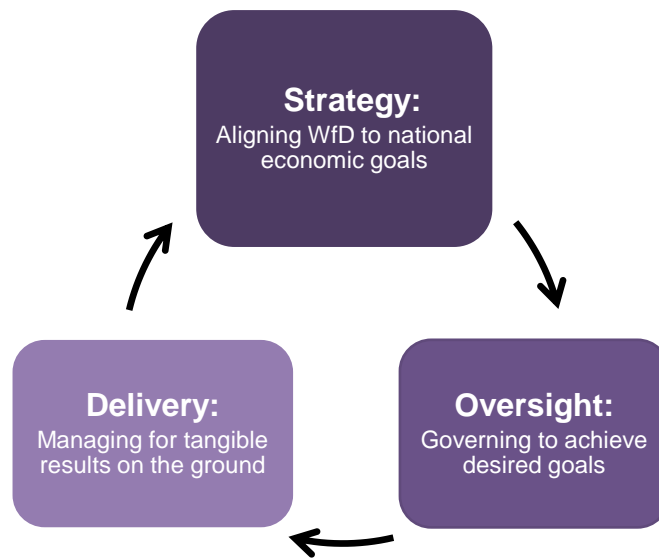 Strategy:
Aligning WfD to national
economic goals
Delivery:
Managing for tangible
results on the ground
Oversight:
Governing to achieve
desired goals